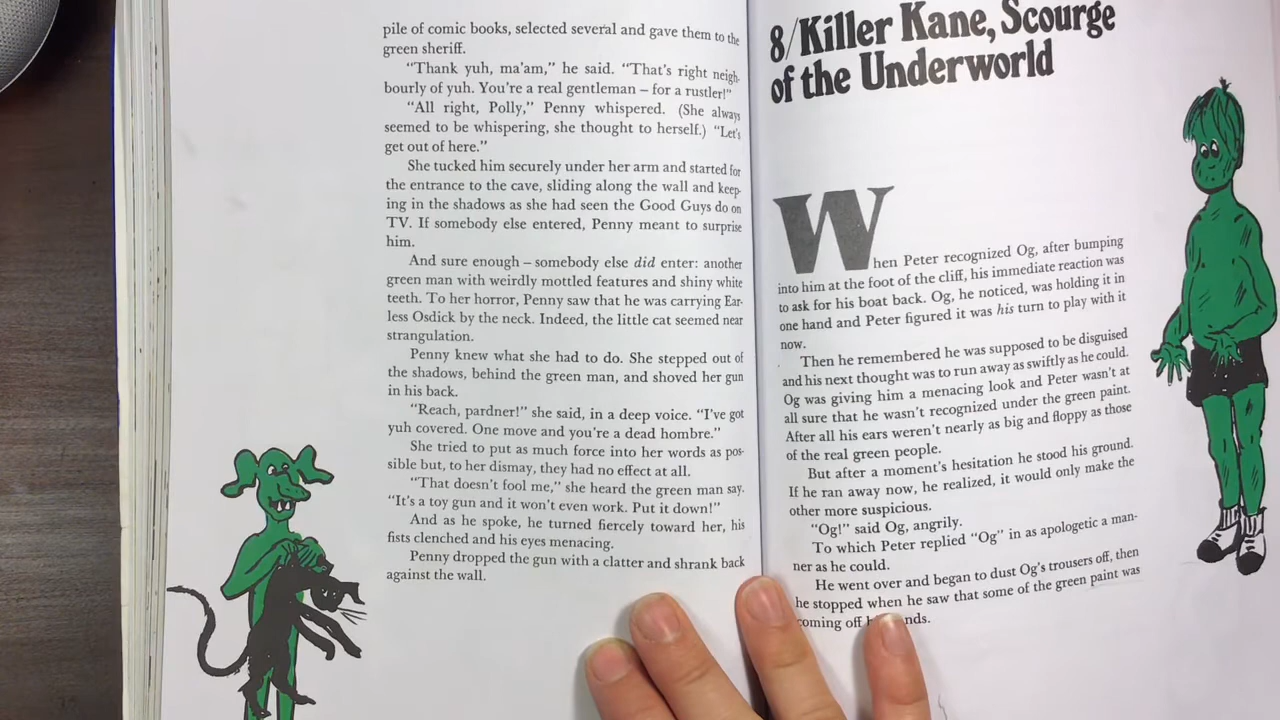 pile of comic books, selected several and gave them to the
green sheriff.
“Thank yuh, ma’am,” he said. “That’s right neigh-
bourly of yuh. You’re a real gentleman – for a rustler!”
“All right, Polly,” Penny whispered. (She always
seemed to be whispering, she thought to herself.) “Let’s
get out of here.”
She tucked him securely under her arm and started for
the entrance to the cave, sliding along the wall and keep-
ing in the shadows as she had seen the Good Guys do on
TV. If somebody else entered, Penny meant to surprise
him.
And sure enough – somebody else did enter: another
green man with weirdly mottled features and shiny white
teeth. To her horror, Penny saw that he was carrying Ear-
less Osdick by the neck. Indeed, the little cat seemed near
strangulation.
Penny knew what she had to do. She stepped out of
the shadows, behind the green man, and shoved her gun
in his back.
“Reach, pardner!” she said, in a deep voice. “I’ve got
yuh covered. One move and you’re a dead hombre.”
She tried to put as much force into her words as pos-
sible but, to her dismay, they had no effect at all.
“That doesn’t fool me,” she heard the green man say.
“It’s a toy gun and it won’t even work. Put it down!”
And as he spoke, he turned fiercely toward her, his
fists clenched and his eyes menacing.
Penny dropped the gun with a clatter and shrank back
against the wall.
8/Killer Kane, Scourge
of the Underworld
When Peter recognized Og, after bumping
into him at the foot of the cliff, his immediate reaction was
to ask for his boat back. Og, he noticed, was holding it in
one hand and Peter figured it was his turn to play with it
now.
Then he remembered he was supposed to be disguised
and his next thought was to run away as swiftly as he could.
Og was giving him a menacing look and Peter wasn’t at
all sure that he wasn’t recognized under the green paint.
After all his ears weren’t nearly as big and floppy as those
of the real green people.
But after a moment’s hesitation he stood his ground.
If he ran away now, he realized, it would only make the
other more suspicious.
“Og!” said Og, angrily.
To which Peter replied “Og” in as apologetic a man-
ner as he could.
He went over and began to dust Og’s trousers off, then
he stopped when he saw that some of the green paint was
coming off